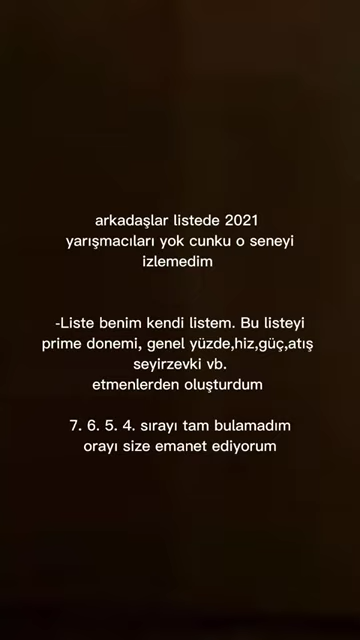 arkadaşlar listede 2021
yarışmacıları yok cunku o seneyi
izlemedim
-Liste benim kendi listem. Bu listeyi
prime donemi, genel yüzde,hiz,güç,atış
seyirzevki vb.
etmenlerden oluşturdum
7. 6. 5. 4. sırayı tam bulamadım
orayı size emanet ediyorum